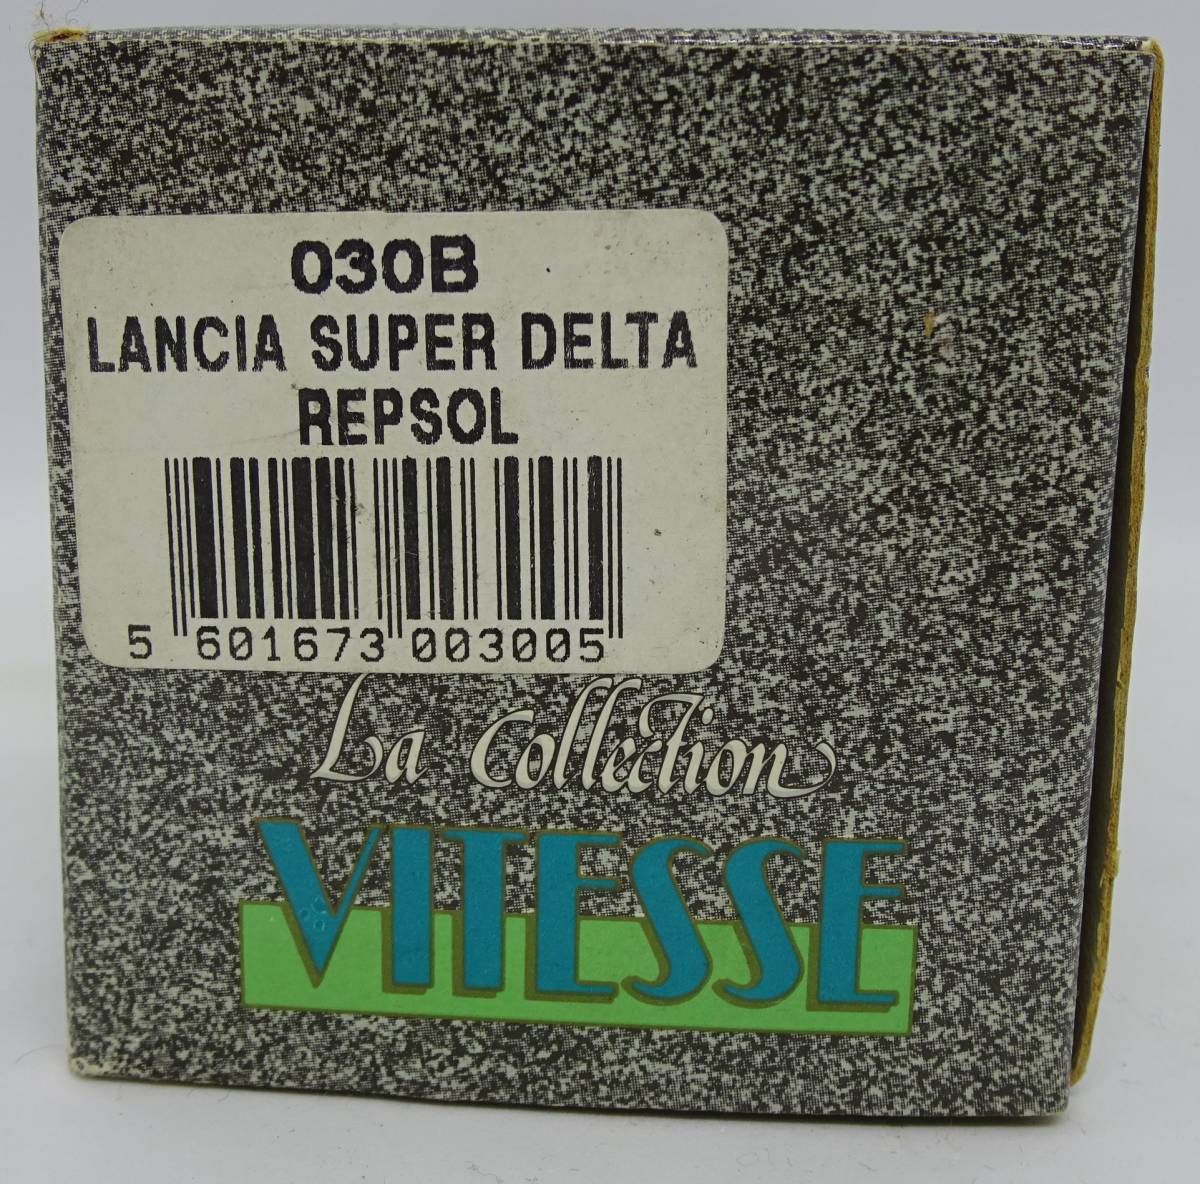 030B
LANCIA SUPER DELTA
REPSOL
5 601673 003005
La Collection
VITESSE